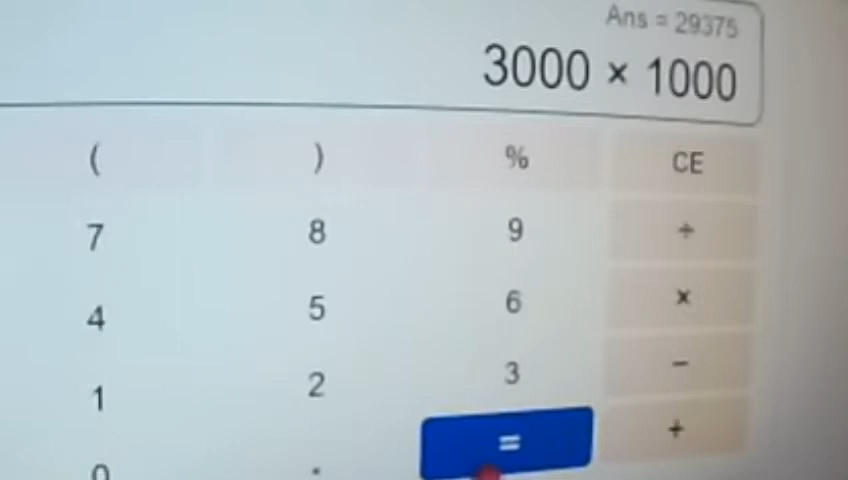 Ans = 29375
3000 × 1000
( ) % CE
7 8 9 ÷
4 5 6 ×
1 2 3 −
0 . = +